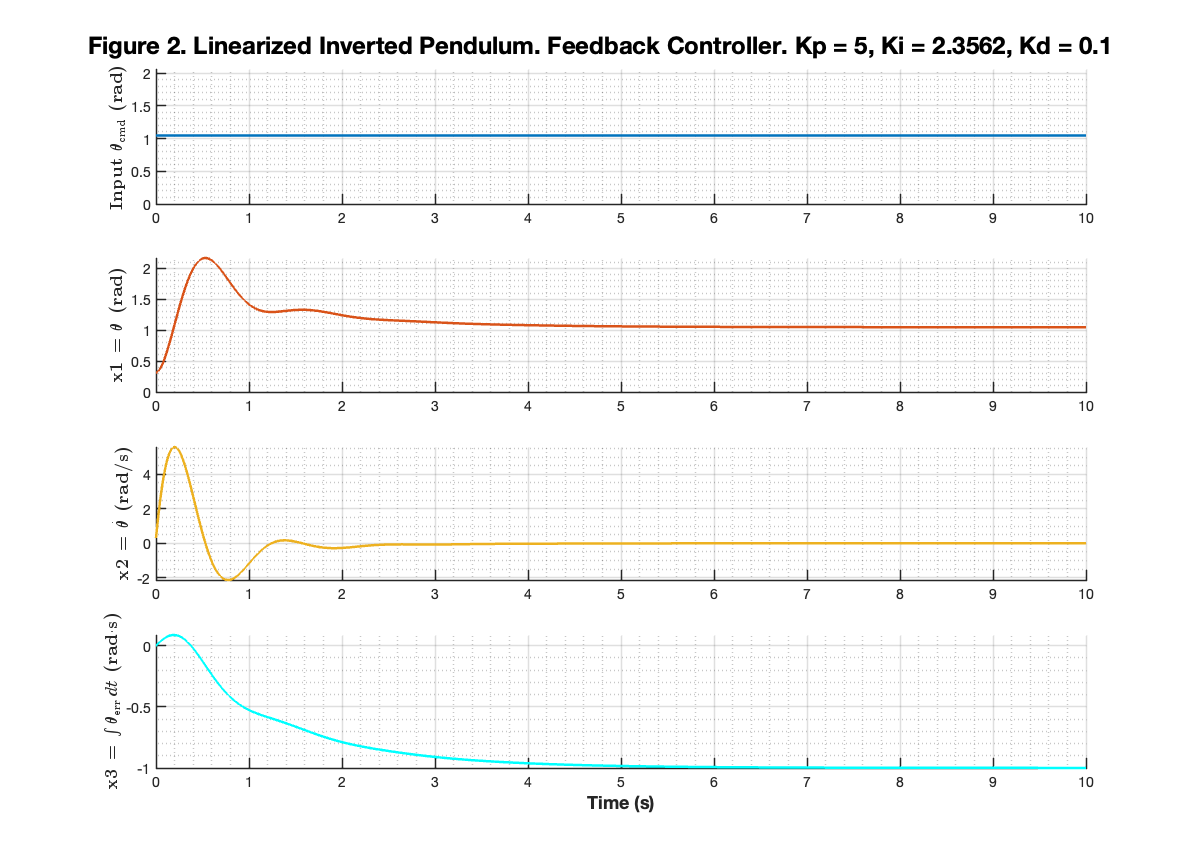 Figure 2. Linearized Inverted Pendulum. Feedback Controller. Kp = 5, Ki = 2.3562, Kd = 0.1
Input θcmd (rad)
2
1.5
1
0.5
0
0 1 2 3 4 5 6 7 8 9 10
x1 = θ (rad)
2
1.5
1
0.5
0
0 1 2 3 4 5 6 7 8 9 10
x2 = θ̇ (rad/s)
4
2
0
-2
0 1 2 3 4 5 6 7 8 9 10
x3 = ∫ θerr dt (rad·s)
0
-0.5
-1
0 1 2 3 4 5 6 7 8 9 10
Time (s)